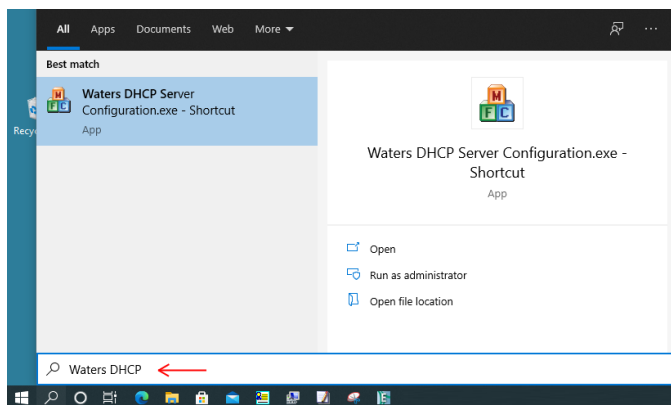 All Apps Documents Web More
Best match
Waters DHCP Server
Configuration.exe - Shortcut
App
Recy
M
F C
M
F C
Waters DHCP Server Configuration.exe -
Shortcut
App
Open
Run as administrator
Open file location
Waters DHCP